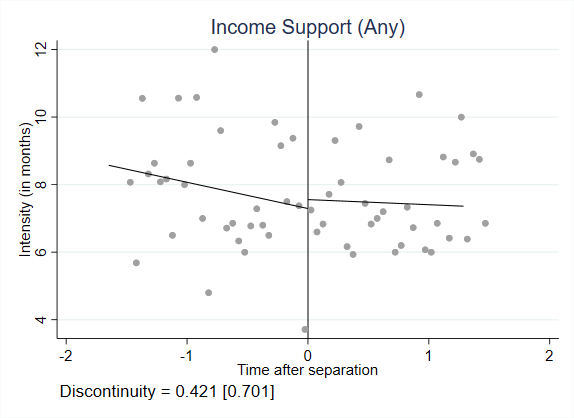 Income Support (Any)
Intensity (in months)
12
10
8
6
4
-2
-1
0
1
2
Time after separation
Discontinuity = 0.421 [0.701]